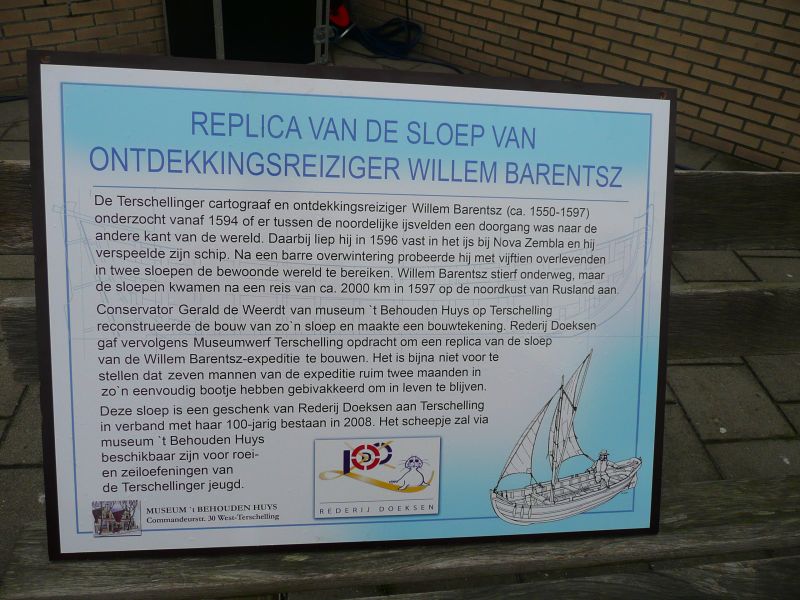 REPLICA VAN DE SLOEP VAN
ONTDEKKINGSREIZIGER WILLEM BARENTSZ
De Terschellinger cartograaf en ontdekkingsreiziger Willem Barentsz (ca. 1550-1597)
onderzocht vanaf 1594 of er tussen de noordelijke ijsvelden een doorgang was naar de
andere kant van de wereld. Daarbij liep hij in 1596 vast in het ijs bij Nova Zembla en hij
verspeelde zijn schip. Na een barre overwintering probeerde hij met vijftien overlevenden
in twee sloepen de bewoonde wereld te bereiken. Willem Barentsz stierf onderweg, maar
de sloepen kwamen na een reis van ca. 2000 km in 1597 op de noordkust van Rusland aan.
Conservator Gerald de Weerdt van museum `t Behouden Huys op Terschelling
reconstrueerde de bouw van zo`n sloep en maakte een bouwtekening. Rederij Doeksen
gaf vervolgens Museumwerf Terschelling opdracht om een replica van de sloep
van de Willem Barentsz-expeditie te bouwen. Het is bijna niet voor te
stellen dat zeven mannen van de expeditie ruim twee maanden in
zo`n eenvoudig bootje hebben gebivakkeerd om in leven te blijven.
Deze sloep is een geschenk van Rederij Doeksen aan Terschelling
in verband met haar 100-jarig bestaan in 2008. Het scheepje zal via
museum `t Behouden Huys
beschikbaar zijn voor roei-
en zeiloefeningen van
de Terschellinger jeugd.
100
D
REDERIJ DOEKSEN
MUSEUM `t BEHOUDEN HUYS
Commandeurstr. 30 West-Terschelling